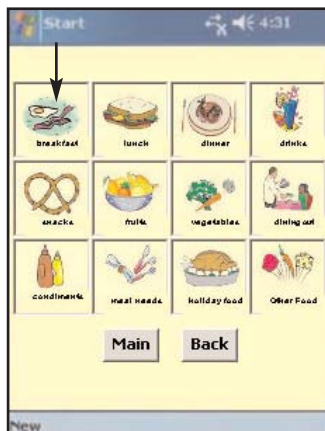 Start 4:31
breakfast lunch dinner drinks
snacks fruits vegetables dining out
condiments meal needs holiday food Other Food
Main Back
New